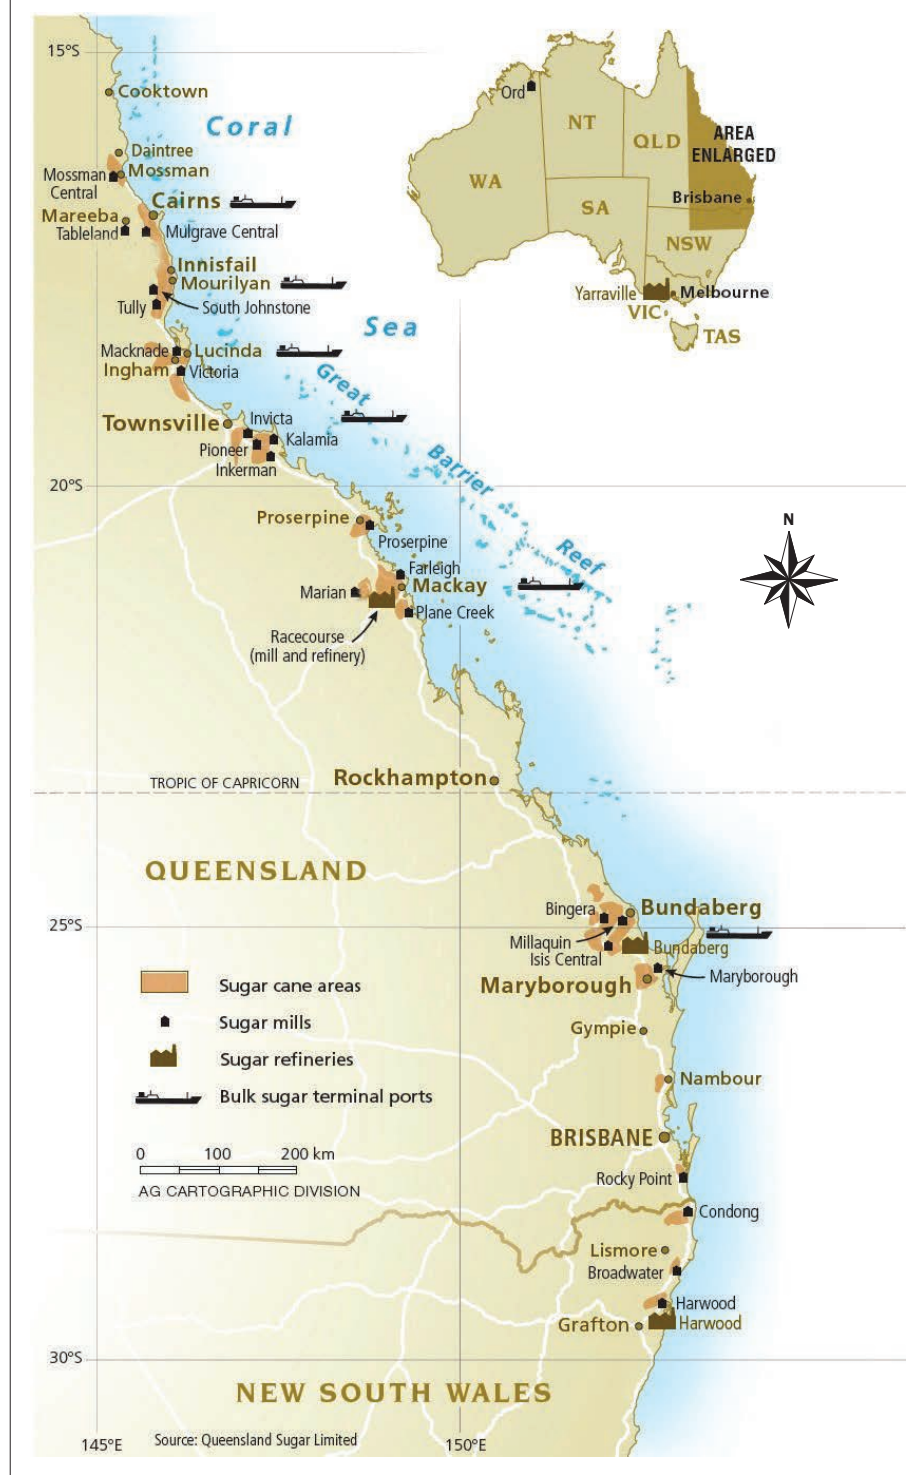 15°S
Cooktown
Coral
Daintree
Mossman
Mossman
Central
Cairns
Mareeba
Tableland
Mulgrave Central
Innisfail
Mourilyan
South Johnstone
Tully
Sea
Macknade
Lucinda
Ingham
Victoria
Great
Townsville
Invicta
Kalamia
Pioneer
Inkerman
Barrier
20°S
Proserpine
Proserpine
Reef
Farleigh
Mackay
Marian
Plane Creek
Racecourse
(mill and refinery)
Rockhampton
TROPIC OF CAPRICORN
QUEENSLAND
Bingera
Bundaberg
25°S
Millaquin
Isis Central
Bundaberg
Maryborough
Maryborough
Gympie
Nambour
BRISBANE
Rocky Point
Condong
Lismore
Broadwater
Harwood
Harwood
Grafton
30°S
NEW SOUTH WALES
145°E
Source: Queensland Sugar Limited
150°E
Sugar cane areas
Sugar mills
Sugar refineries
Bulk sugar terminal ports
0 100 200 km
AG CARTOGRAPHIC DIVISION
Ord
NT
QLD
AREA
ENLARGED
WA
SA
Brisbane
NSW
Yarraville
Melbourne
VIC
TAS
N